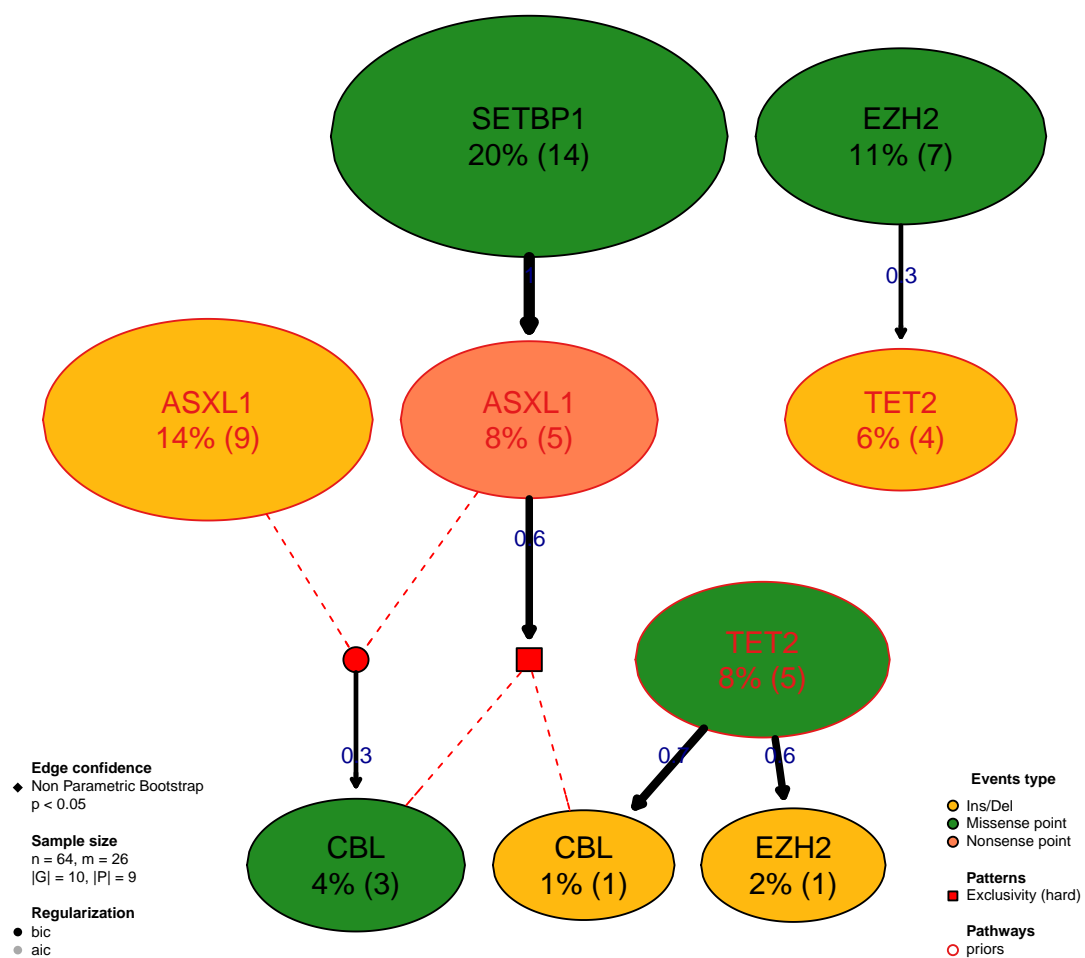 SETBP1
20% (14)
EZH2
11% (7)
1
0.3
ASXL1
14% (9)
ASXL1
8% (5)
TET2
6% (4)
0.6
TET2
8% (5)
0.3
0.7
0.6
CBL
4% (3)
CBL
1% (1)
EZH2
2% (1)
Edge confidence
Non Parametric Bootstrap
p < 0.05
Sample size
n = 64, m = 26
|G| = 10, |P| = 9
Regularization
bic
aic
Events type
Ins/Del
Missense point
Nonsense point
Patterns
Exclusivity (hard)
Pathways
priors